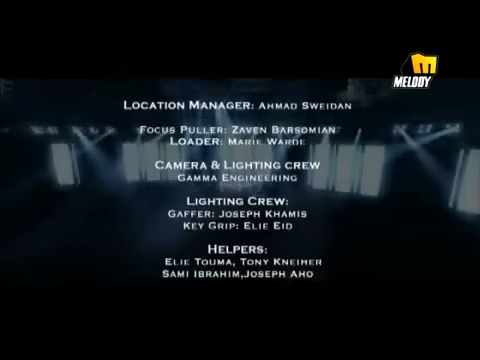 MELODY
LOCATION MANAGER: AHMAD SWEIDAN
FOCUS PULLER: ZAVEN BARSOMIAN
LOADER: MARIE WARDE
CAMERA & LIGHTING CREW
GAMMA ENGINEERING
LIGHTING CREW:
GAFFER: JOSEPH KHAMIS
KEY GRIP: ELIE EID
HELPERS:
ELIE TOUMA, TONY KNEIHER
SAMI IBRAHIM,JOSEPH AHO